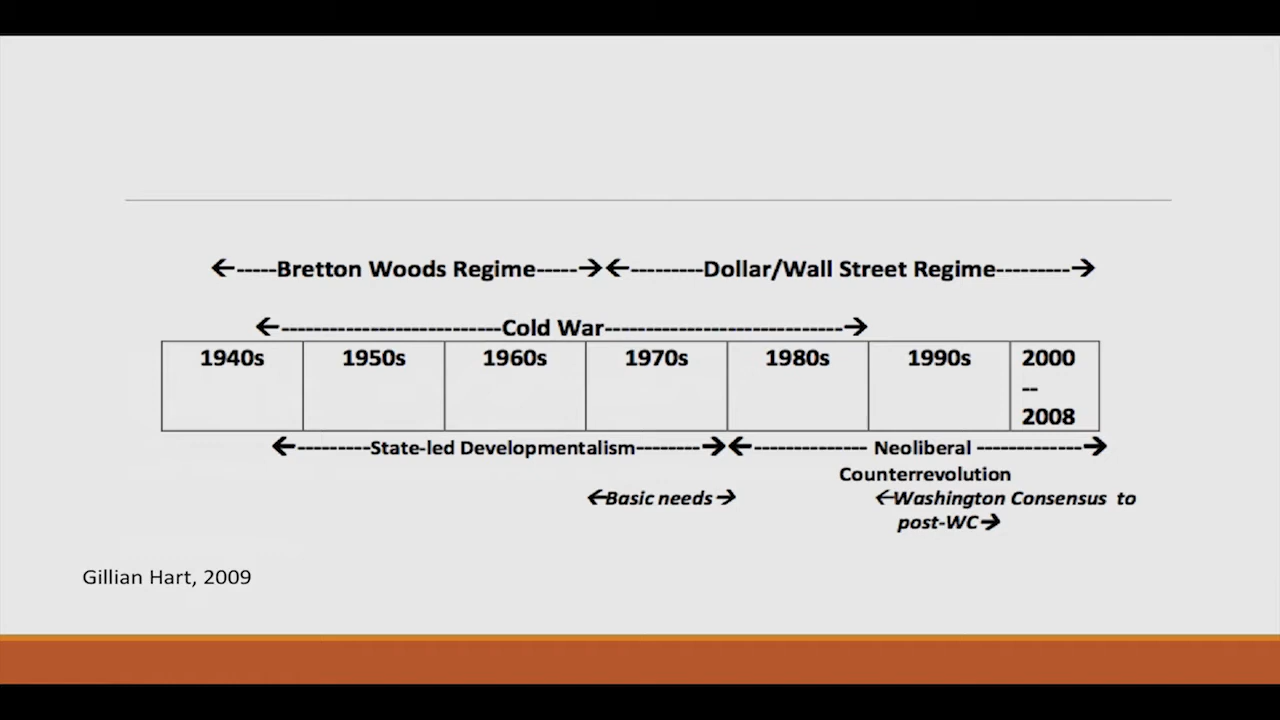 ←-----Bretton Woods Regime-----→←---------Dollar/Wall Street Regime---------→
←---------------------------Cold War-----------------------------→
1940s 1950s 1960s 1970s 1980s 1990s 2000
--
2008
←---------State-led Developmentalism--------→←-------------- Neoliberal -------------→
Counterrevolution
←Basic needs→ ←Washington Consensus to
post-WC→
Gillian Hart, 2009